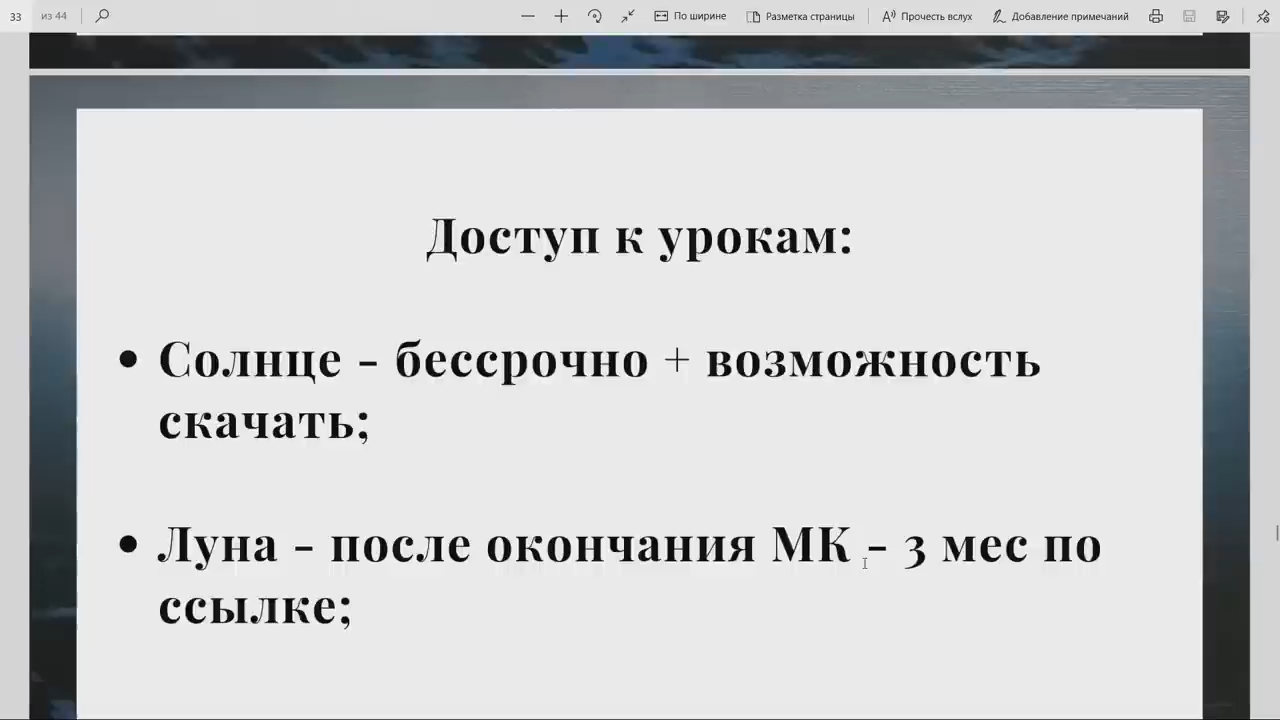 33 из 44 По ширине Разметка страницы Прочесть вслух Добавление примечаний
Доступ к урокам:
• Солнце - бессрочно + возможность
скачать;
• Луна - после окончания МК - 3 мес по
ссылке;